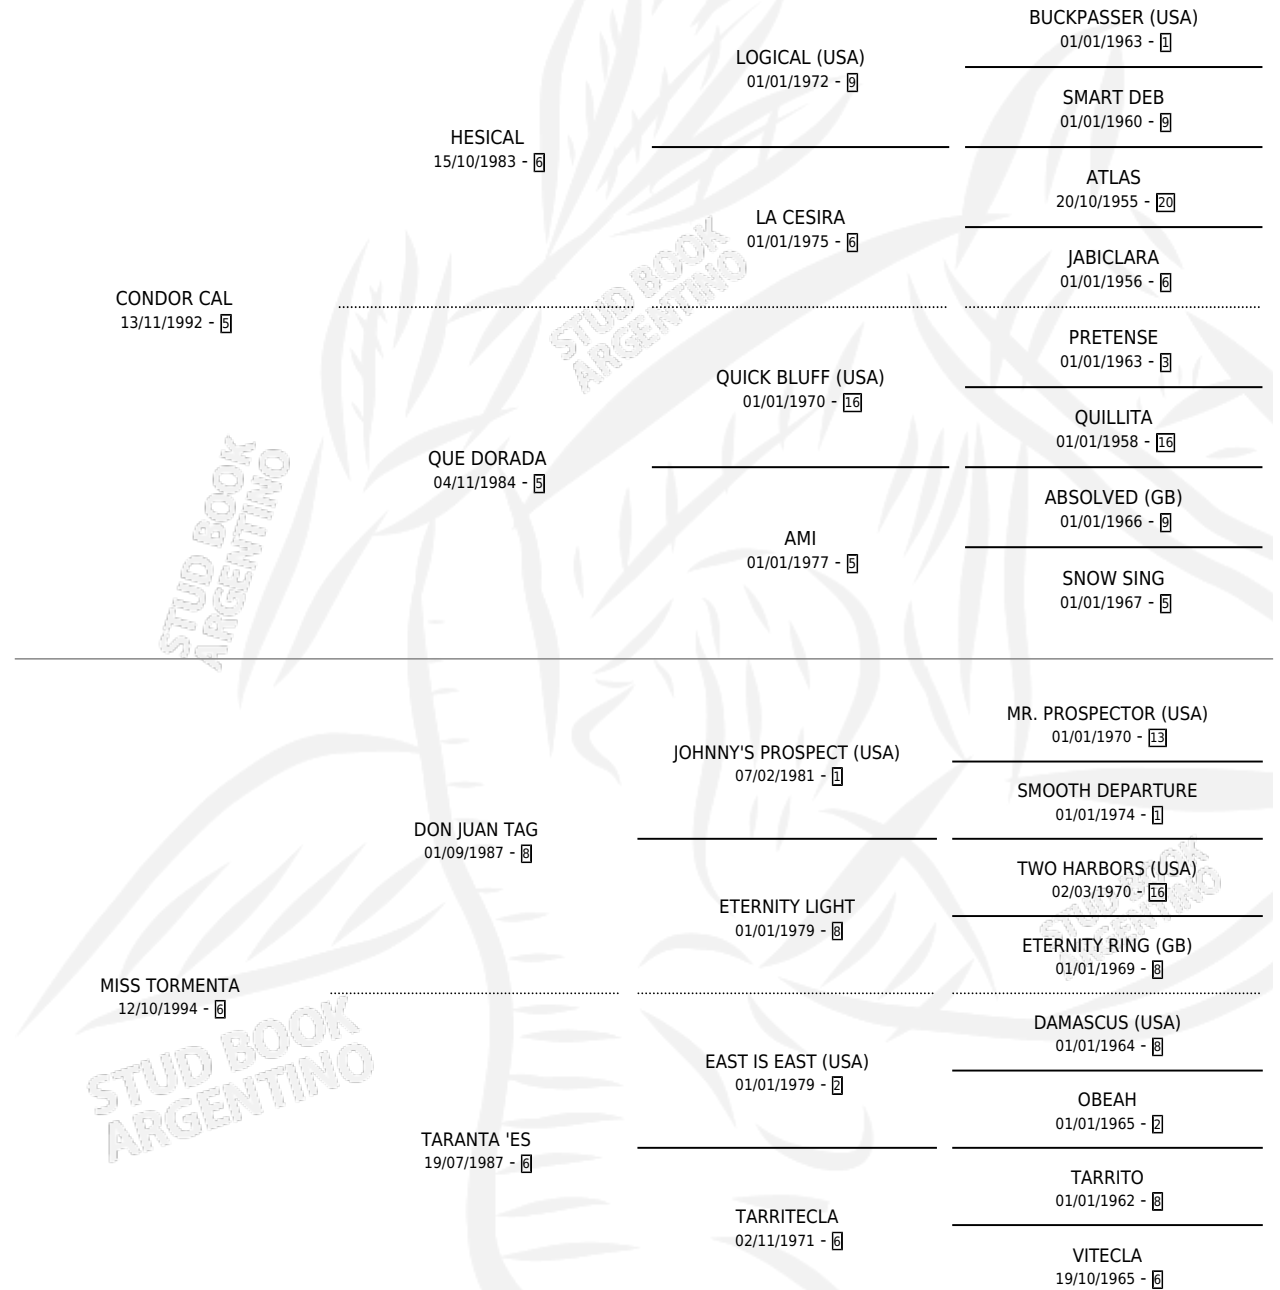 BUCKPASSER (USA)
01/01/1963 - 1
LOGICAL (USA)
01/01/1972 - 9
SMART DEB
01/01/1960 - 9
HESICAL
15/10/1983 - 6
ATLAS
20/10/1955 - 20
LA CESIRA
01/01/1975 - 6
JABICLARA
01/01/1956 - 6
CONDOR CAL
13/11/1992 - 5
PRETENSE
01/01/1963 - 3
QUICK BLUFF (USA)
01/01/1970 - 16
QUILLITA
01/01/1958 - 16
QUE DORADA
04/11/1984 - 5
ABSOLVED (GB)
01/01/1966 - 9
AMI
01/01/1977 - 5
SNOW SING
01/01/1967 - 5
STUD BOOK
ARGENTINO
STUD BOOK
ARGENTINO
MR. PROSPECTOR (USA)
01/01/1970 - 13
JOHNNY'S PROSPECT (USA)
07/02/1981 - 1
SMOOTH DEPARTURE
01/01/1974 - 1
DON JUAN TAG
01/09/1987 - 8
TWO HARBORS (USA)
02/03/1970 - 16
ETERNITY LIGHT
01/01/1979 - 8
ETERNITY RING (GB)
01/01/1969 - 8
MISS TORMENTA
12/10/1994 - 6
DAMASCUS (USA)
01/01/1964 - 8
EAST IS EAST (USA)
01/01/1979 - 2
OBEAH
01/01/1965 - 2
TARANTA 'ES
19/07/1987 - 6
TARRITO
01/01/1962 - 8
TARRITECLA
02/11/1971 - 6
VITECLA
19/10/1965 - 6
STUD BOOK
ARGENTINO
STUD BOOK
ARGENTINO